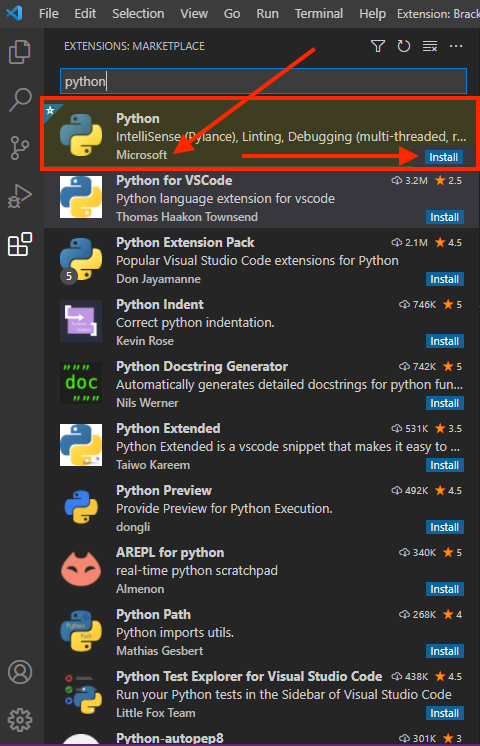 File Edit Selection View Go Run Terminal Help Extension: Brack
EXTENSIONS: MARKETPLACE
python
Python
IntelliSense (Pylance), Linting, Debugging (multi-threaded, r...
Microsoft Install
Python for VSCode 3.2M 2.5
Python language extension for vscode
Thomas Haakon Townsend Install
Python Extension Pack 2.1M 4.5
Popular Visual Studio Code extensions for Python
5 Don Jayamanne Install
Python Indent 746K 5
Correct python indentation.
Kevin Rose Install
Python Docstring Generator 742K 5
"""
doc
"""
Automatically generates detailed docstrings for python fun...
Nils Werner Install
Python Extended 531K 3.5
Python Extended is a vscode snippet that makes it easy to ...
Taiwo Kareem Install
Python Preview 492K 4.5
Provide Preview for Python Execution.
dongli Install
AREPL for python 340K 5
real-time python scratchpad
Almenon Install
Python Path 268K 4
Python imports utils.
Mathias Gesbert Install
Python Test Explorer for Visual Studio Code 438K 4.5
Run your Python tests in the Sidebar of Visual Studio Code
Little Fox Team Install
Python-autopep8 301K 3